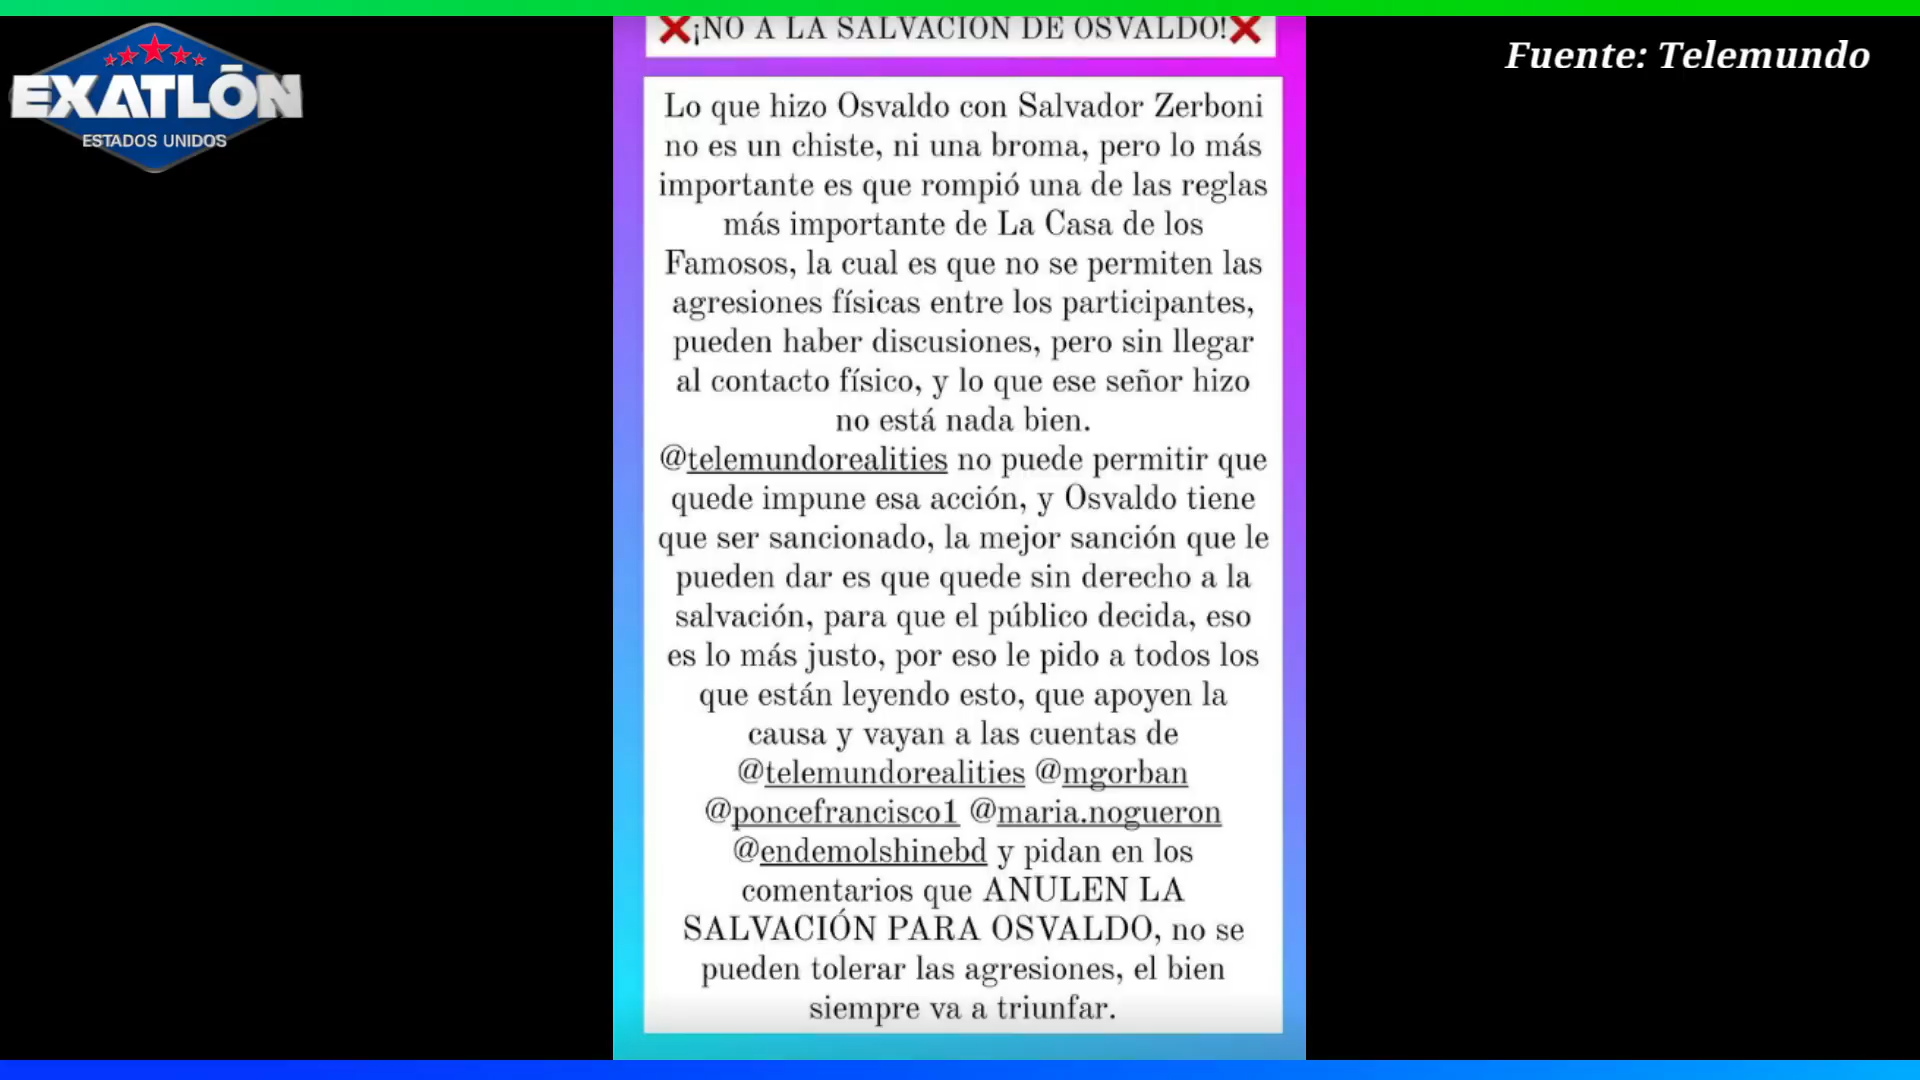 ❌¡NO A LA SALVACIÓN DE OSVALDO!❌
EXATLŌN
ESTADOS UNIDOS
Fuente: Telemundo
Lo que hizo Osvaldo con Salvador Zerboni
no es un chiste, ni una broma, pero lo más
importante es que rompió una de las reglas
más importante de La Casa de los
Famosos, la cual es que no se permiten las
agresiones físicas entre los participantes,
pueden haber discusiones, pero sin llegar
al contacto físico, y lo que ese señor hizo
no está nada bien.
@telemundorealities no puede permitir que
quede impune esa acción, y Osvaldo tiene
que ser sancionado, la mejor sanción que le
pueden dar es que quede sin derecho a la
salvación, para que el público decida, eso
es lo más justo, por eso le pido a todos los
que están leyendo esto, que apoyen la
causa y vayan a las cuentas de
@telemundorealities @mgorban
@poncefrancisco1 @maria.nogueron
@endemolshinebd y pidan en los
comentarios que ANULEN LA
SALVACIÓN PARA OSVALDO, no se
pueden tolerar las agresiones, el bien
siempre va a triunfar.